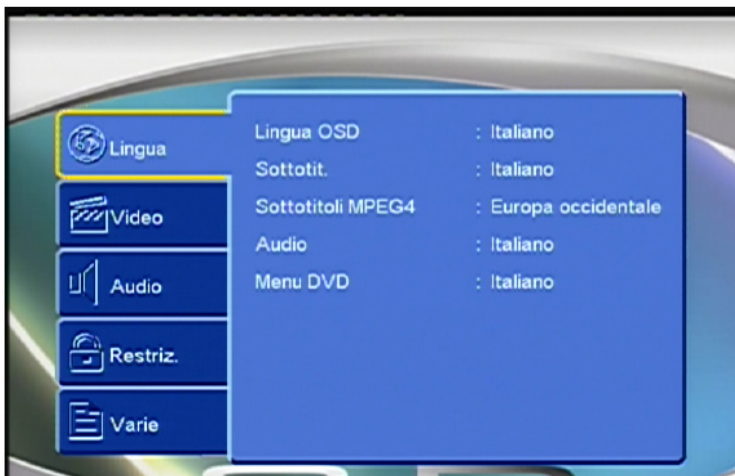 Lingua
Video
Audio
Restriz.
Varie
Lingua OSD : Italiano
Sottotit. : Italiano
Sottotitoli MPEG4 : Europa occidentale
Audio : Italiano
Menu DVD : Italiano